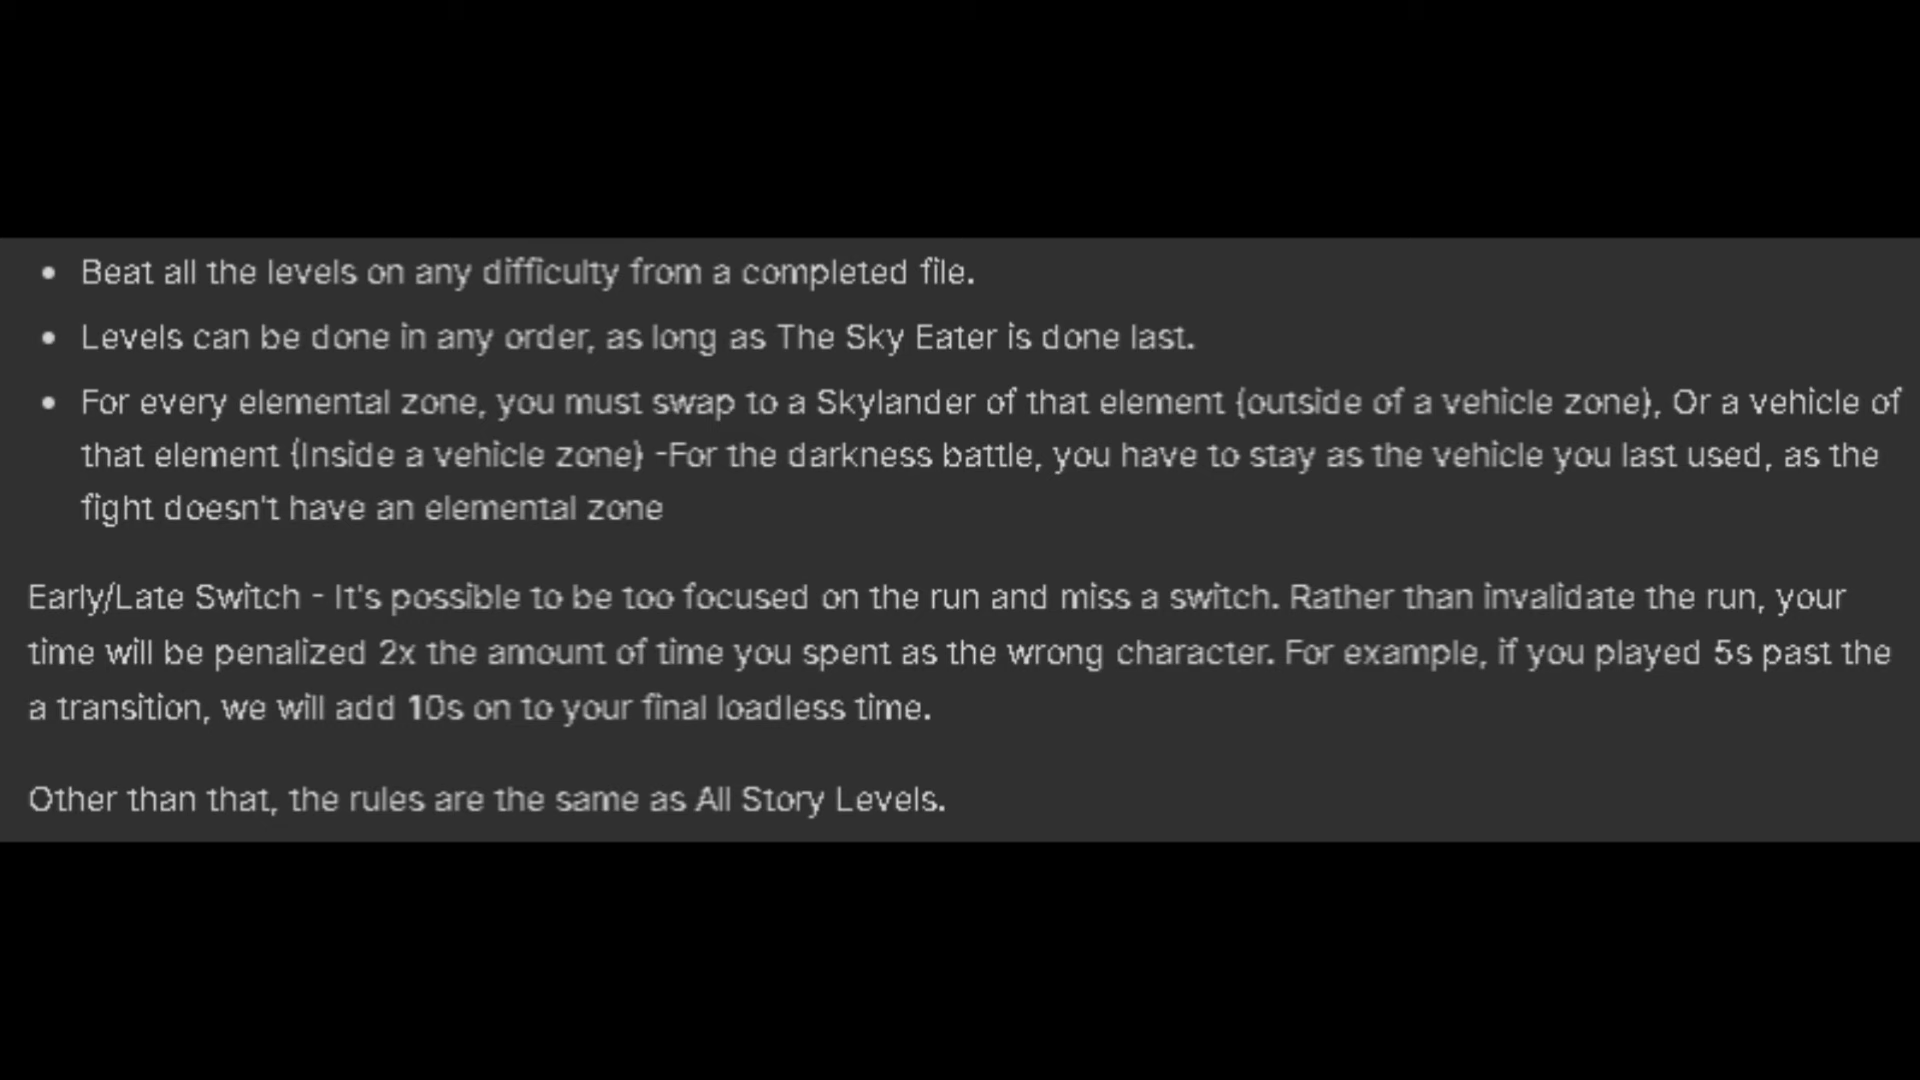 • Beat all the levels on any difficulty from a completed file.
• Levels can be done in any order, as long as The Sky Eater is done last.
• For every elemental zone, you must swap to a Skylander of that element (outside of a vehicle zone), Or a vehicle of
that element (Inside a vehicle zone) -For the darkness battle, you have to stay as the vehicle you last used, as the
fight doesn't have an elemental zone
Early/Late Switch - It's possible to be too focused on the run and miss a switch. Rather than invalidate the run, your
time will be penalized 2x the amount of time you spent as the wrong character. For example, if you played 5s past the
a transition, we will add 10s on to your final loadless time.
Other than that, the rules are the same as All Story Levels.